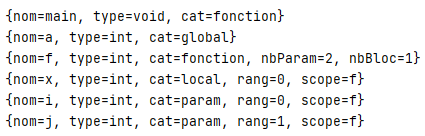 {nom=main, type=void, cat=fonction}
{nom=a, type=int, cat=global}
{nom=f, type=int, cat=fonction, nbParam=2, nbBloc=1}
{nom=x, type=int, cat=local, rang=0, scope=f}
{nom=i, type=int, cat=param, rang=0, scope=f}
{nom=j, type=int, cat=param, rang=1, scope=f}